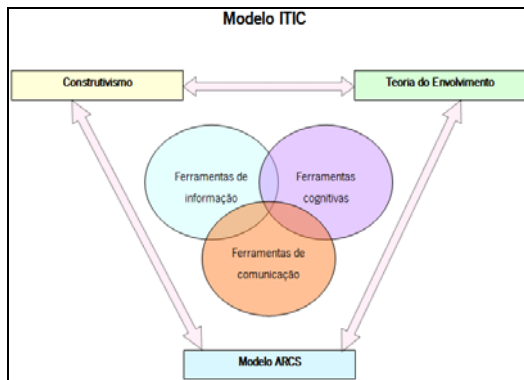 Modelo ITIC
Construtivismo
Teoria do Envolvimento
Ferramentas de
informação
Ferramentas
cognitivas
Ferramentas de
comunicação
Modelo ARCS